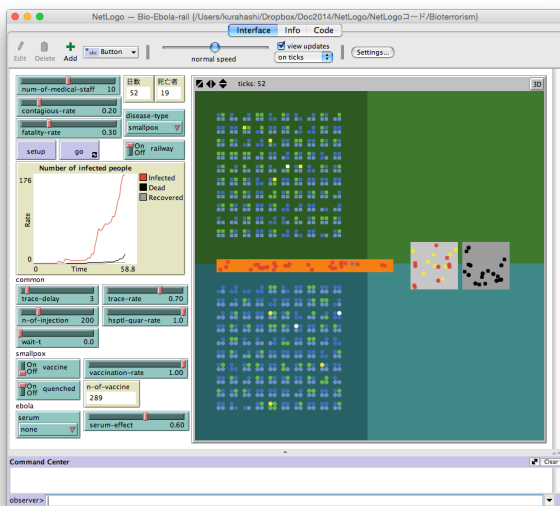 NetLogo — Bio-Ebola-rail {/Users/kurahashi/Dropbox/Doc2014/NetLogo/NetLogoコード/Bioterrorism}
Interface Info Code
Edit Delete Add abc Button normal speed view updates on ticks Settings...
num-of-medical-staff 10
日数 52
死亡者 19
contagious-rate 0.20
fatality-rate 0.30
disease-type smallpox
setup go On Off railway
Number of infected people
176
Rate
0
0 Time 58.8
Infected
Dead
Recovered
common
trace-delay 3 trace-rate 0.70
n-of-injection 200 hsptl-quar-rate 1.0
wait-t 0.0
smallpox
On Off vaccine vaccination-rate 1.00
On Off quenched n-of-vaccine 289
ebola
serum none serum-effect 0.60
ticks: 52 3D
Command Center Clear
observer>